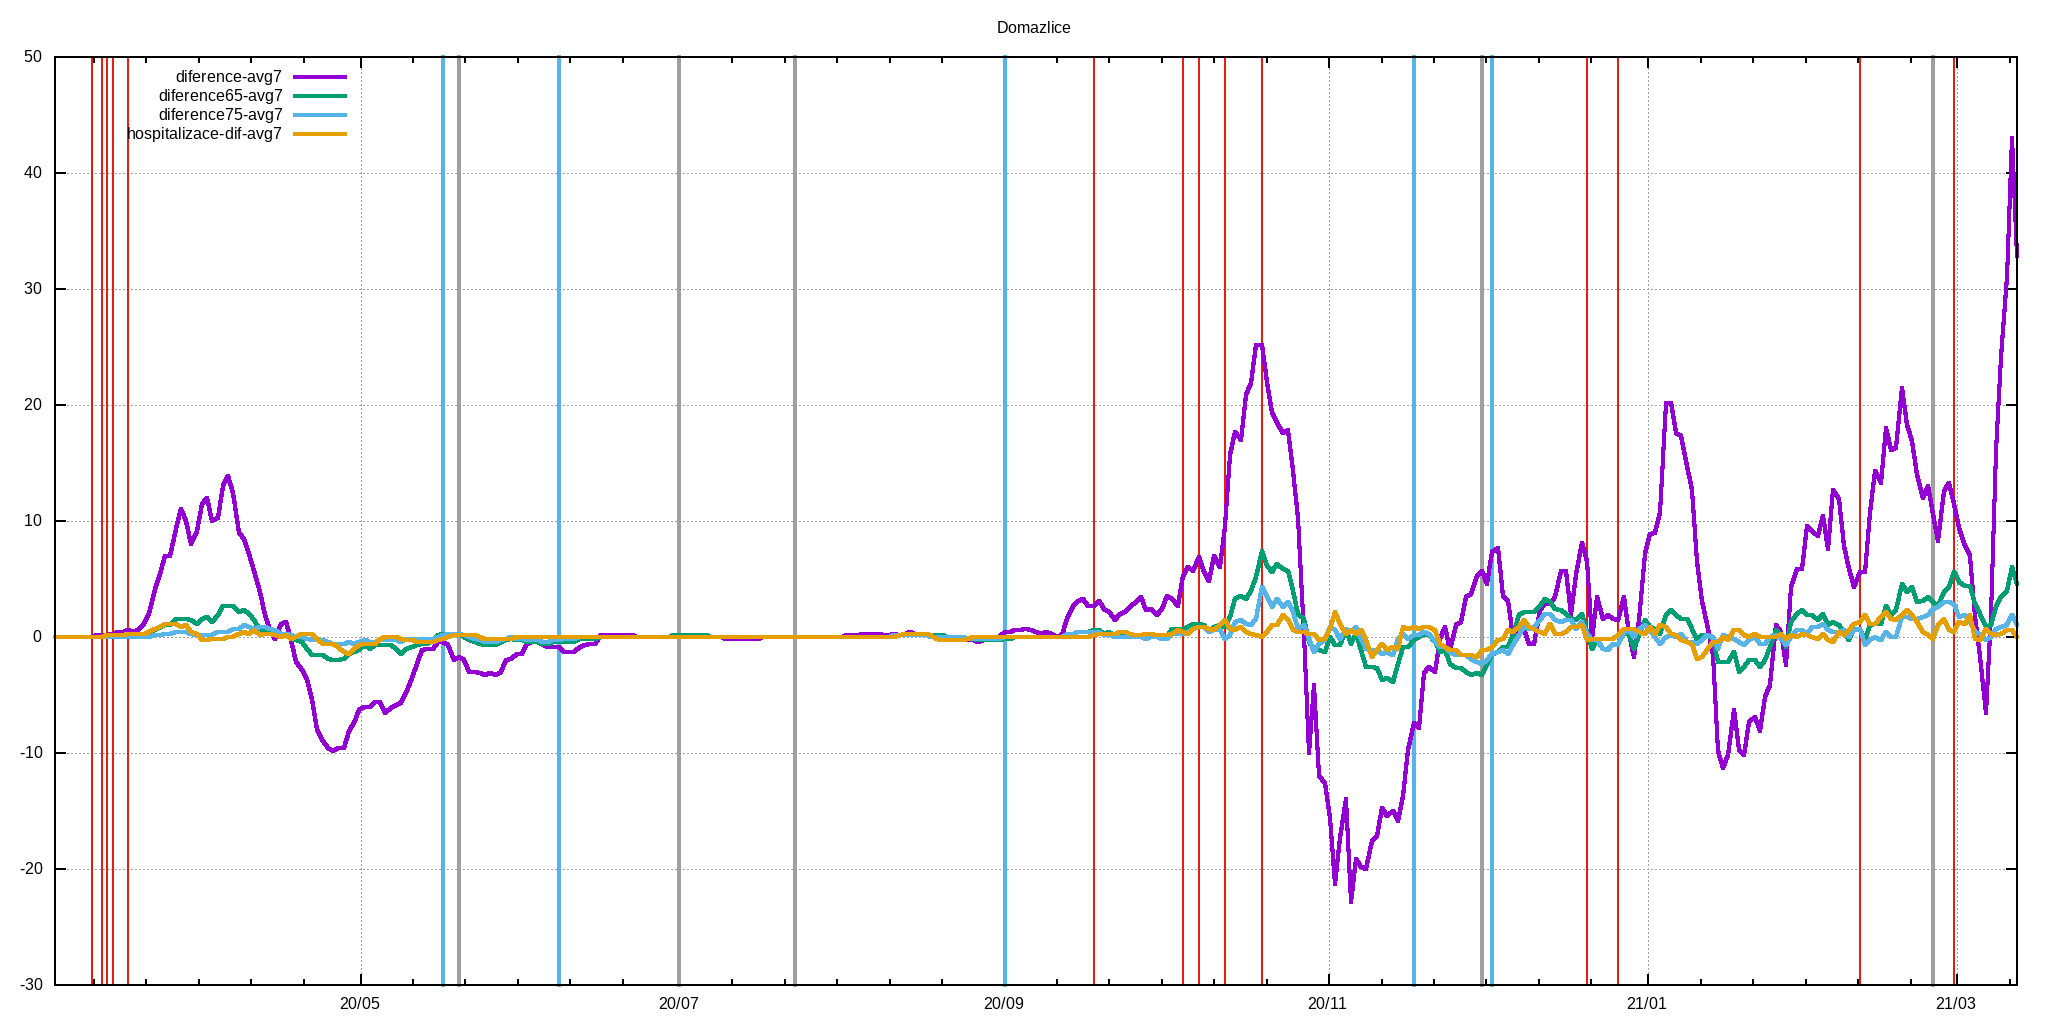 Domazlice
50
diference-avg7
diference65-avg7
diference75-avg7
hospitalizace-dif-avg7
40
30
20
10
0
-10
-20
-30
20/05 20/07 20/09 20/11 21/01 21/03